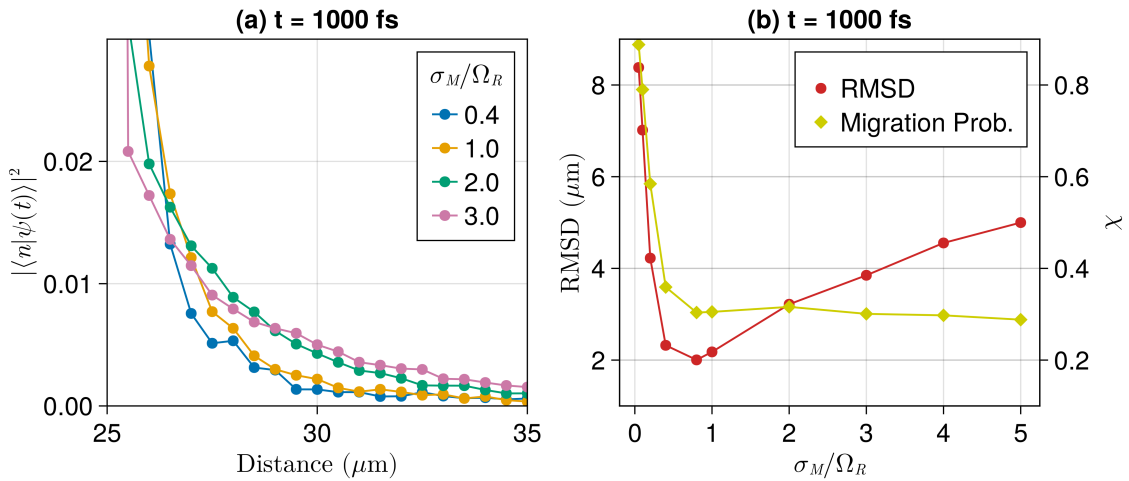 (a) t = 1000 fs
|⟨n|ψ(t)⟩|²
0.02
0.01
0.00
25
30
35
Distance (μm)
σ_M/Ω_R
0.4
1.0
2.0
3.0
(b) t = 1000 fs
RMSD (μm)
8
6
4
2
0
1
2
3
4
5
σ_M/Ω_R
RMSD
Migration Prob.
0.8
0.6
0.4
0.2
χ